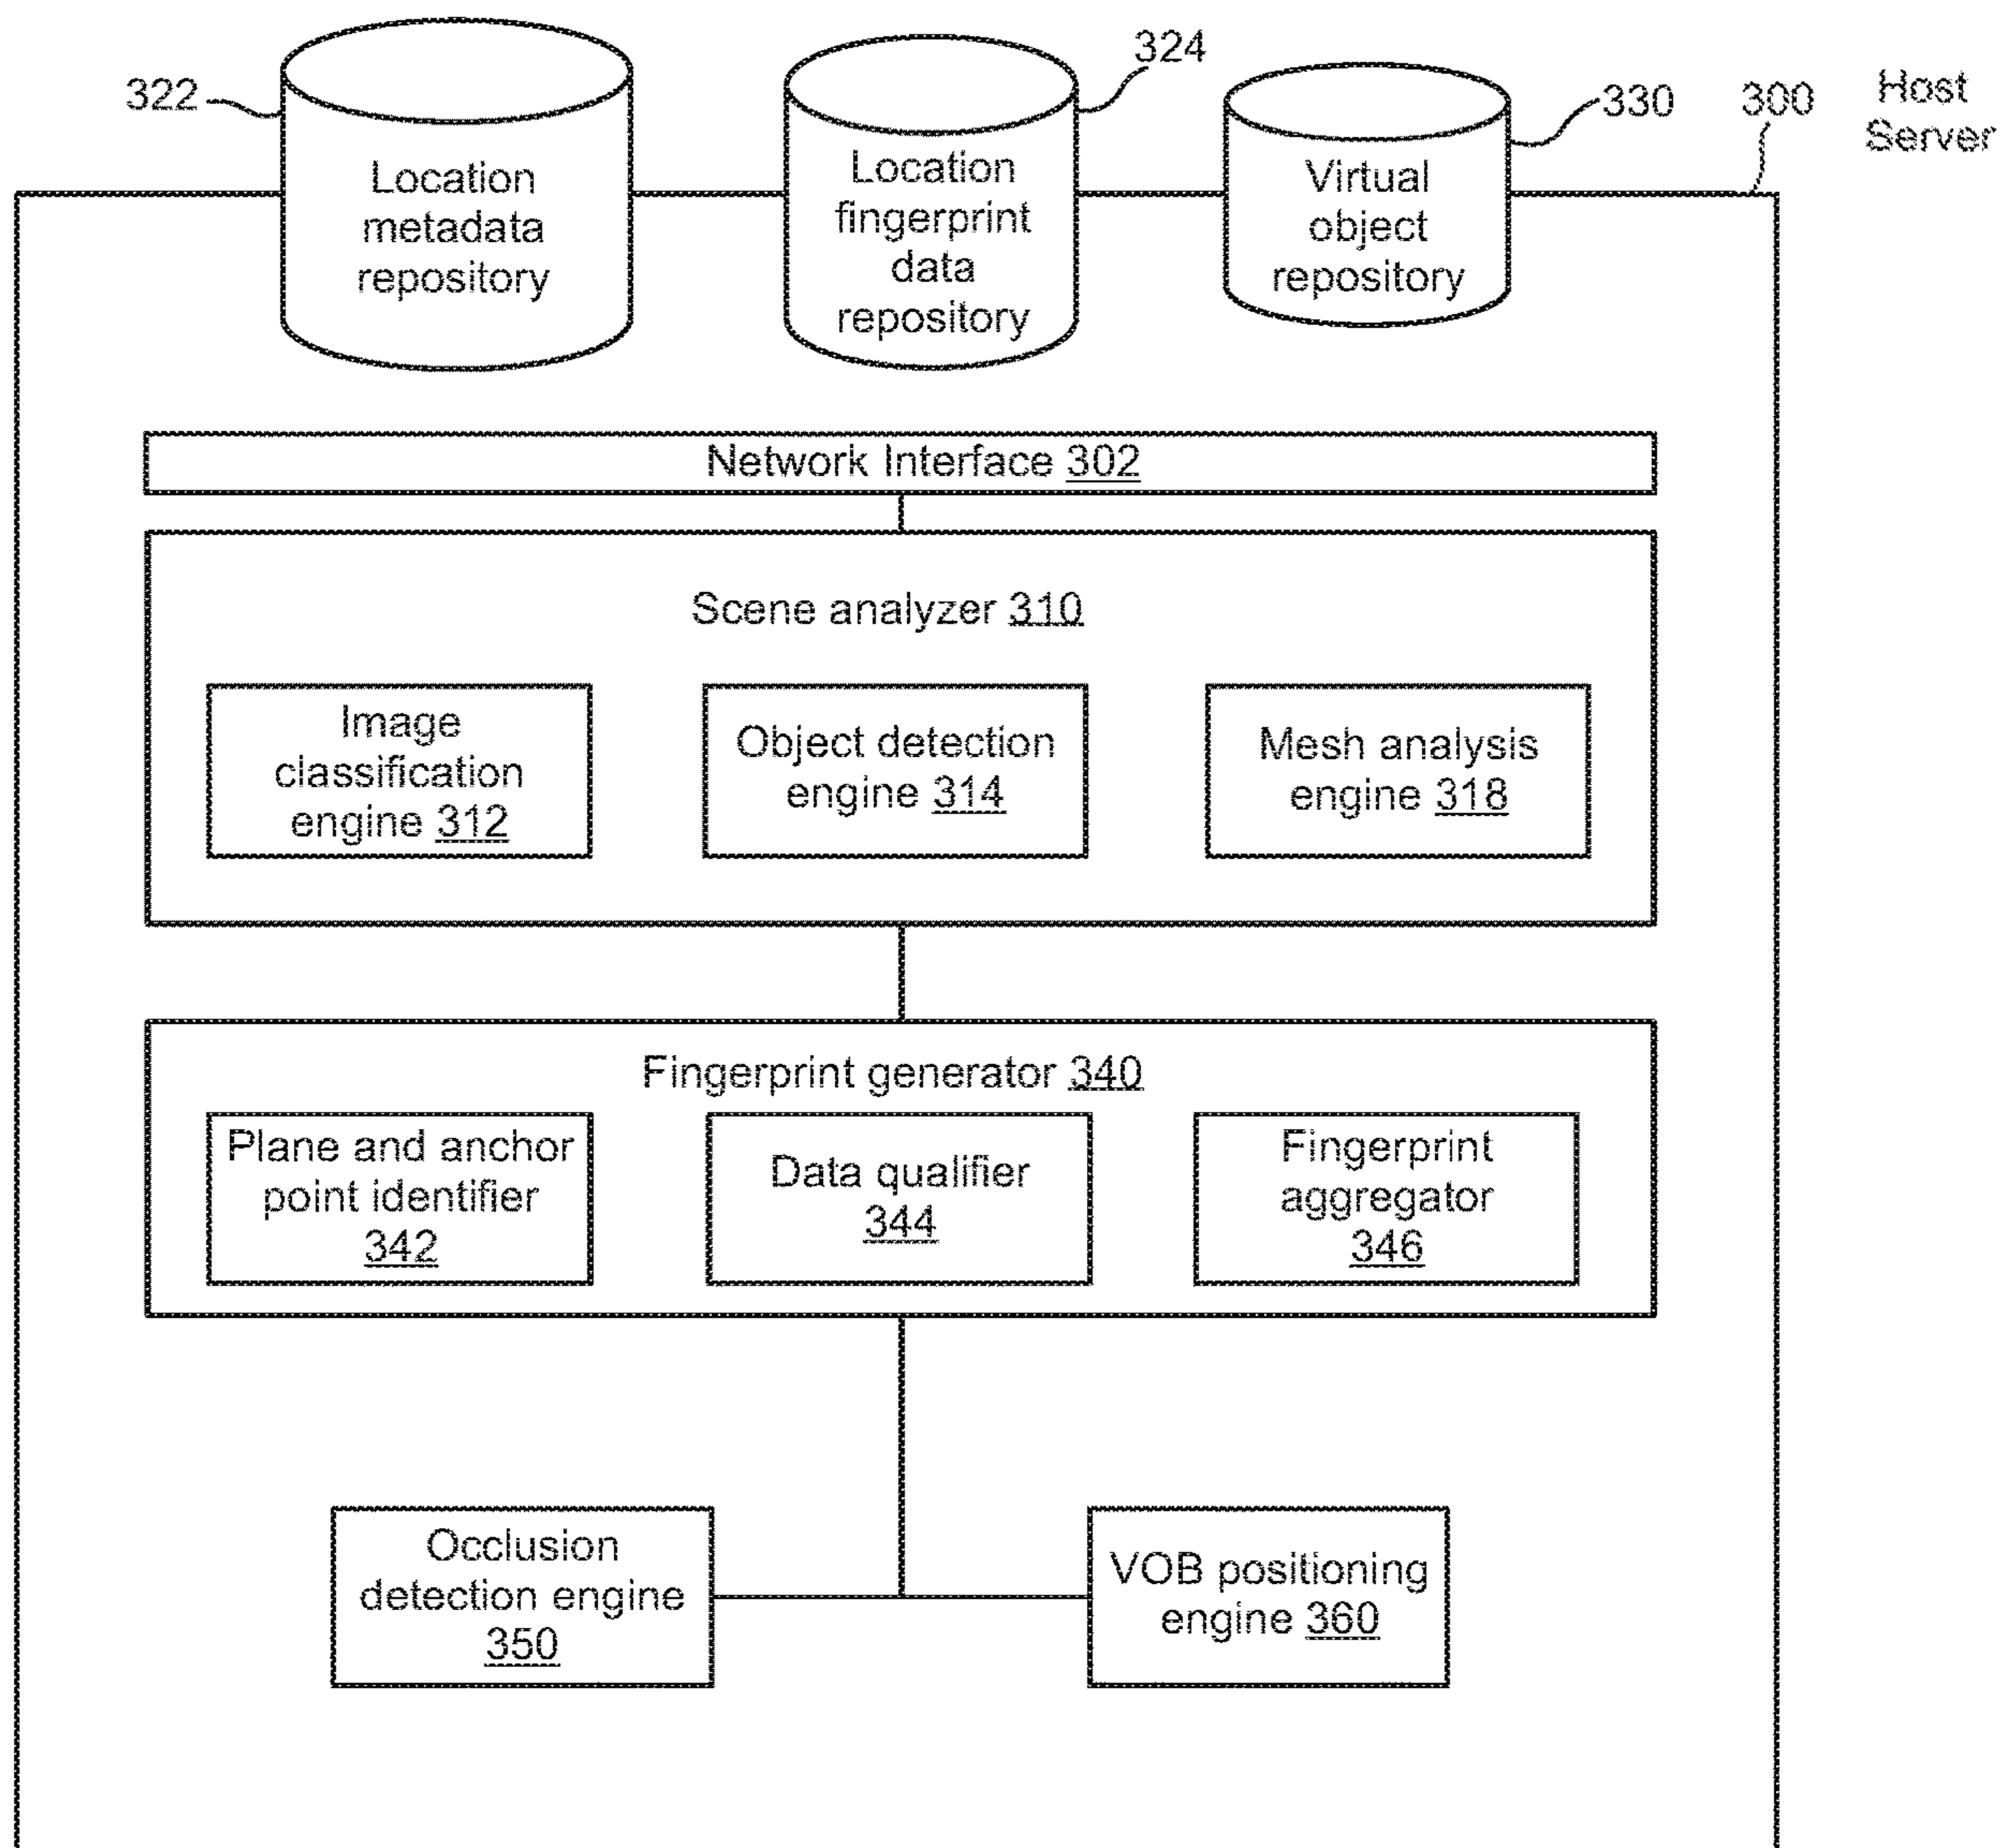 322
Location
metadata
repository
324
Location
fingerprint
data
repository
330
Virtual
object
repository
300
Host
Server
Network Interface 302
Scene analyzer 310
Image
classification
engine 312
Object detection
engine 314
Mesh analysis
engine 318
Fingerprint generator 340
Plane and anchor
point identifier
342
Data qualifier
344
Fingerprint
aggregator
346
Occlusion
detection engine
350
VOB positioning
engine 360